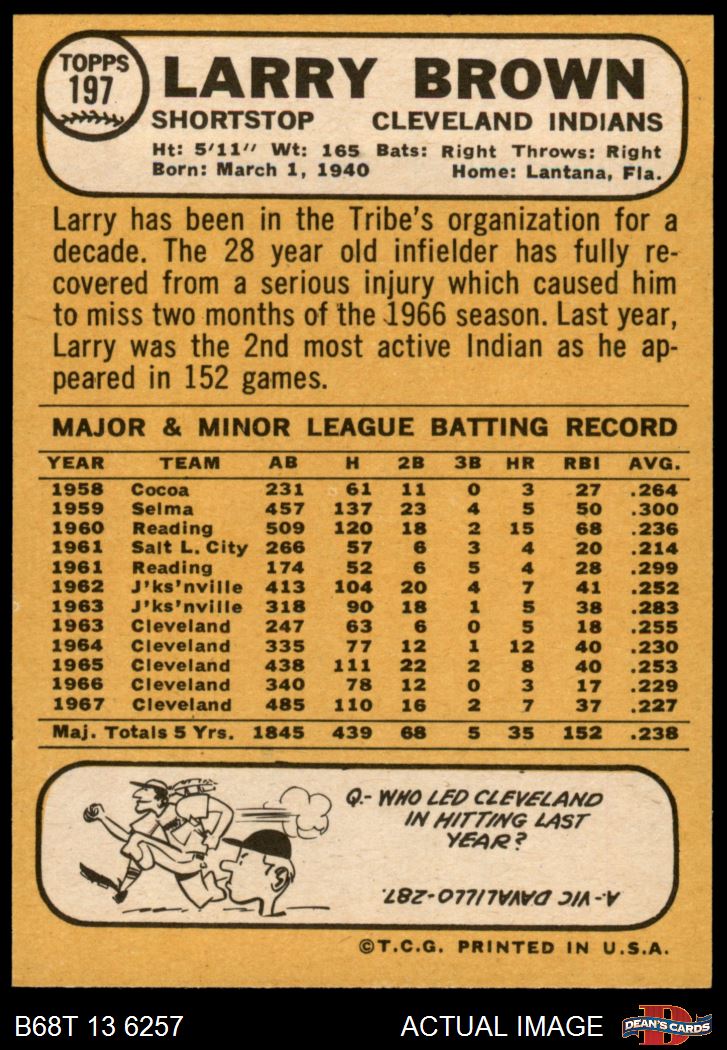 TOPPS
197
LARRY BROWN
SHORTSTOP CLEVELAND INDIANS
Ht: 5'11" Wt: 165 Bats: Right Throws: Right
Born: March 1, 1940 Home: Lantana, Fla.
Larry has been in the Tribe's organization for a
decade. The 28 year old infielder has fully re-
covered from a serious injury which caused him
to miss two months of the 1966 season. Last year,
Larry was the 2nd most active Indian as he ap-
peared in 152 games.
MAJOR & MINOR LEAGUE BATTING RECORD
YEAR TEAM AB H 2B 3B HR RBI AVG.
1958 Cocoa 231 61 11 0 3 27 .264
1959 Selma 457 137 23 4 5 50 .300
1960 Reading 509 120 18 2 15 68 .236
1961 Salt L. City 266 57 6 3 4 20 .214
1961 Reading 174 52 6 5 4 28 .299
1962 J'ks'nville 413 104 20 4 7 41 .252
1963 J'ks'nville 318 90 18 1 5 38 .283
1963 Cleveland 247 63 6 0 5 18 .255
1964 Cleveland 335 77 12 1 12 40 .230
1965 Cleveland 438 111 22 2 8 40 .253
1966 Cleveland 340 78 12 0 3 17 .229
1967 Cleveland 485 110 16 2 7 37 .227
Maj. Totals 5 Yrs. 1845 439 68 5 35 152 .238
Q.- WHO LED CLEVELAND
IN HITTING LAST
YEAR?
A-VIC DAVALILLO-287.
©T.C.G. PRINTED IN U.S.A.
B68T 13 6257 ACTUAL IMAGE D DEAN'S CARDS